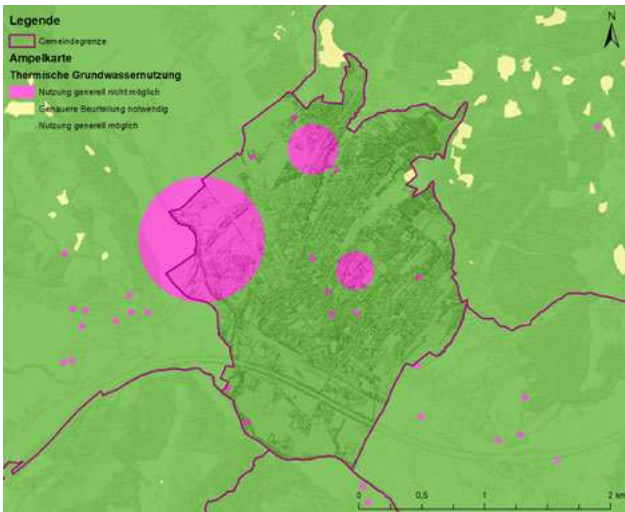 Legende
Gemeindegrenze
Ampelkarte
Thermische Grundwassernutzung
Nutzung generell nicht möglich
Genauere Beurteilung notwendig
Nutzung generell möglich
N
0 0,5 1 2 km